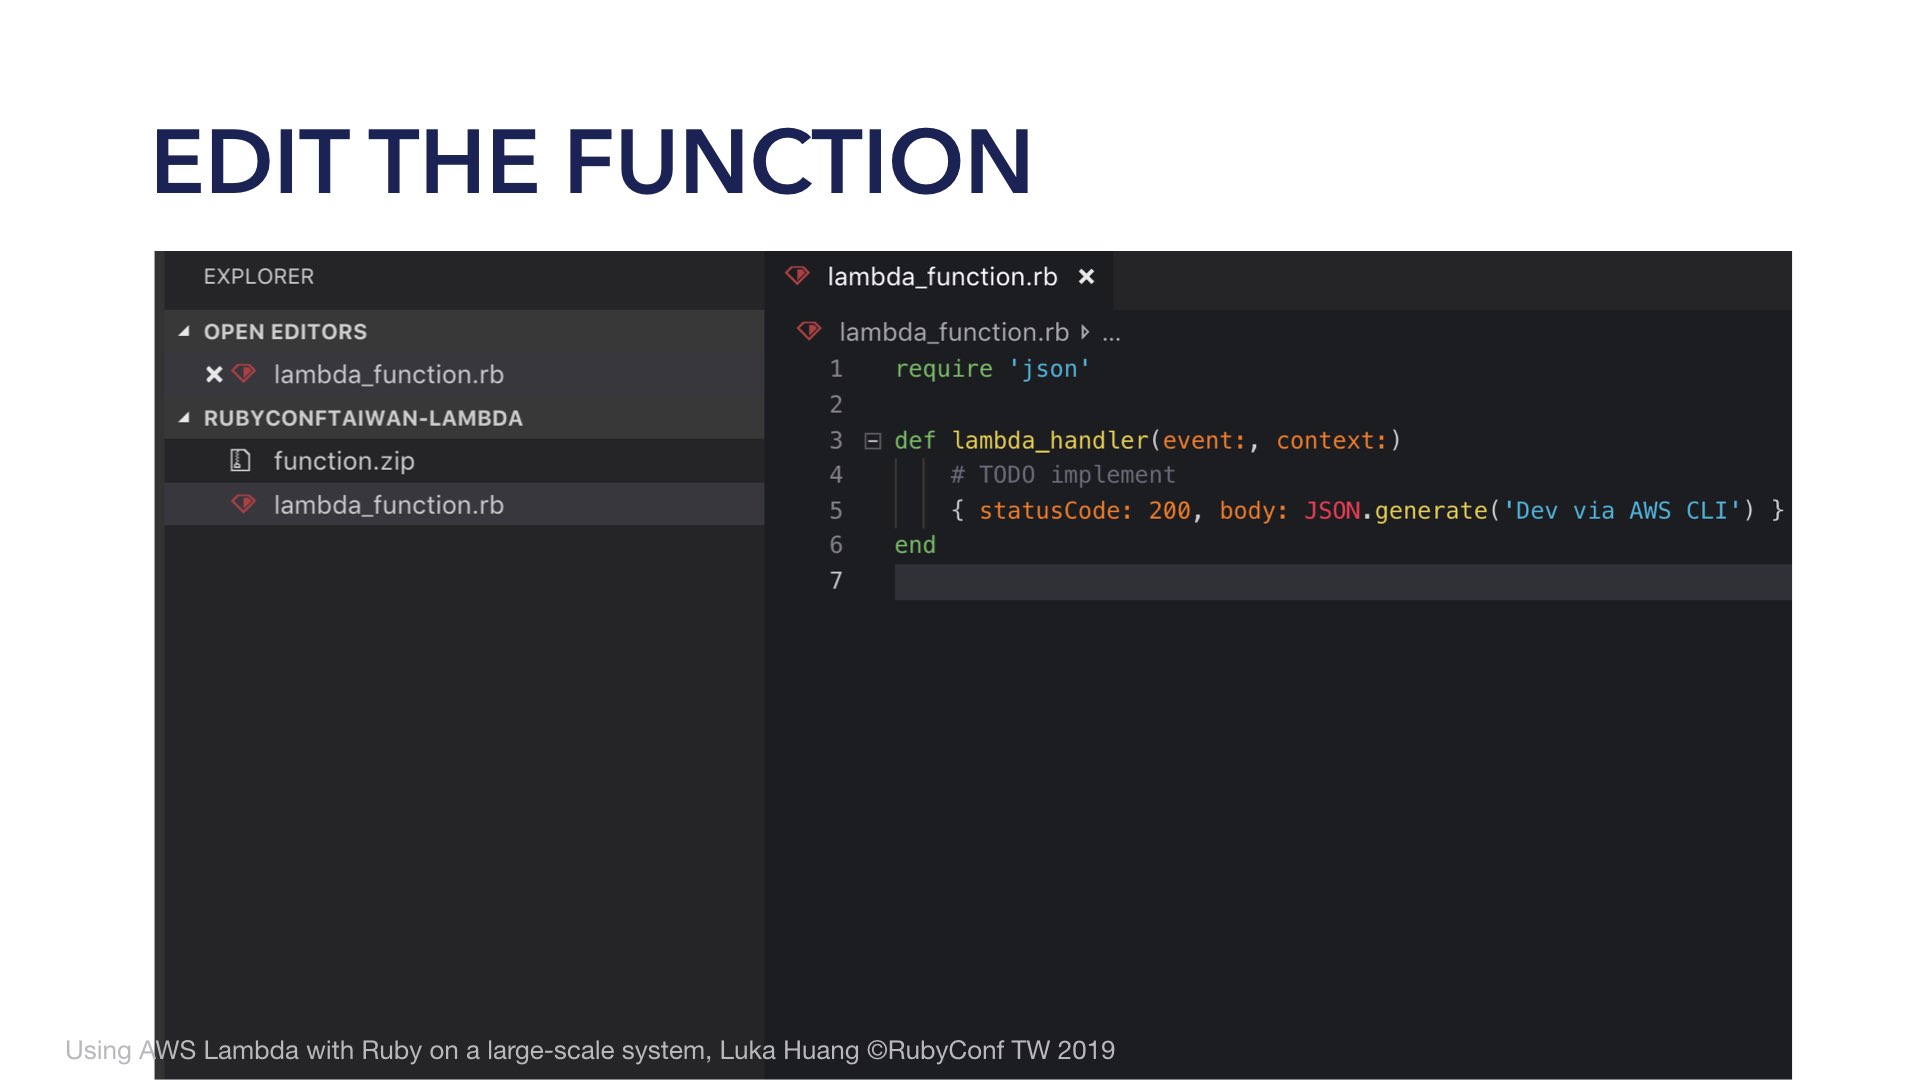 EDIT THE FUNCTION
EXPLORER
OPEN EDITORS
lambda_function.rb
RUBYCONFTAIWAN-LAMBDA
function.zip
lambda_function.rb
lambda_function.rb
lambda_function.rb ...
1 require 'json'
2
3 def lambda_handler(event:, context:)
4 # TODO implement
5 { statusCode: 200, body: JSON.generate('Dev via AWS CLI') }
6 end
7
Using AWS Lambda with Ruby on a large-scale system, Luka Huang ©RubyConf TW 2019